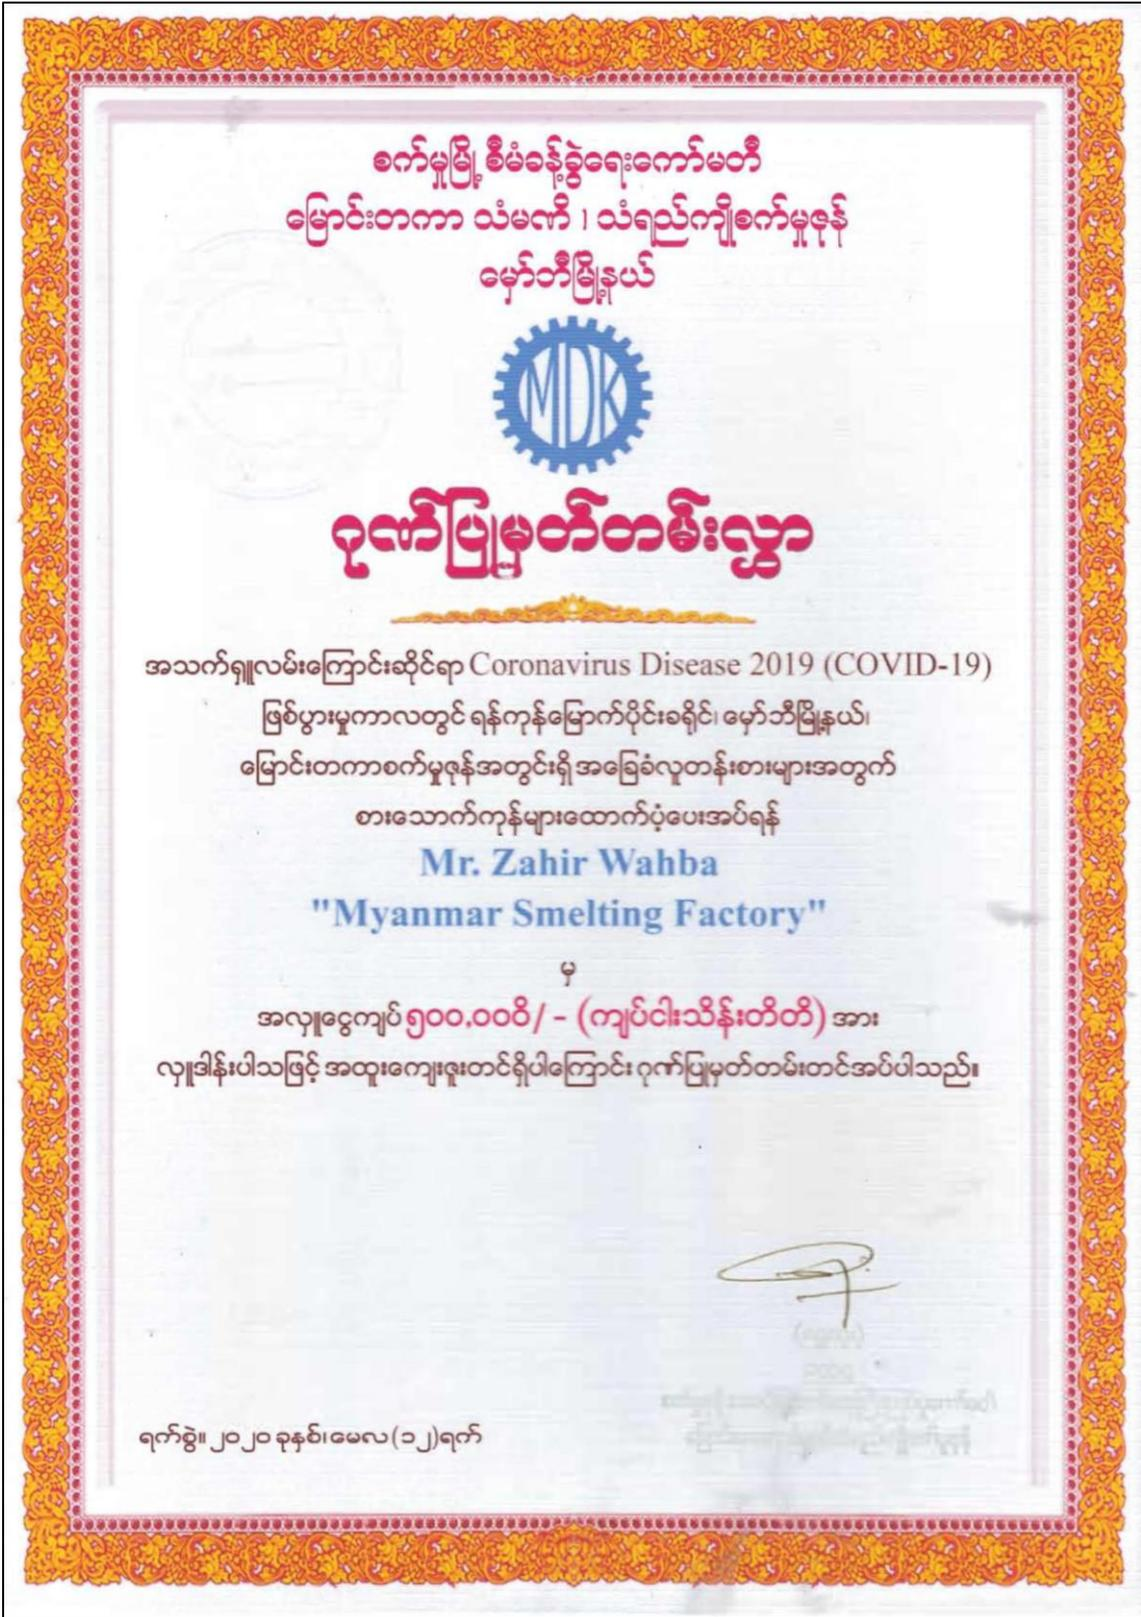 စက်မှုမြို့စီမံခန့်ခွဲရေးကော်မတီ
မြောင်းတကာ သံမဏိ ၊ သံရည်ကျိုစက်မှုဇုန်
မှော်ဘီမြို့နယ်
MDK
ဂုဏ်ပြုမှတ်တမ်းလွှာ
အသက်ရှူလမ်းကြောင်းဆိုင်ရာ Coronavirus Disease 2019 (COVID-19)
ဖြစ်ပွားမှုကာလတွင် ရန်ကုန်မြောက်ပိုင်းခရိုင်၊ မှော်ဘီမြို့နယ်၊
မြောင်းတကာစက်မှုဇုန်အတွင်းရှိ အခြေခံလူတန်းစားများအတွက်
စားသောက်ကုန်များထောက်ပံ့ပေးအပ်ရန်
Mr. Zahir Wahba
"Myanmar Smelting Factory"
မှ
အလှူငွေကျပ် ၅၀၀,၀၀ဝိ/ - (ကျပ်ငါးသိန်းတိတိ) အား
လှူဒါန်းပါသဖြင့် အထူးကျေးဇူးတင်ရှိပါကြောင်း ဂုဏ်ပြုမှတ်တမ်းတင်အပ်ပါသည်။
ရက်စွဲ။ ၂၀၂၀ ခုနှစ်၊ မေလ (၁၂)ရက်